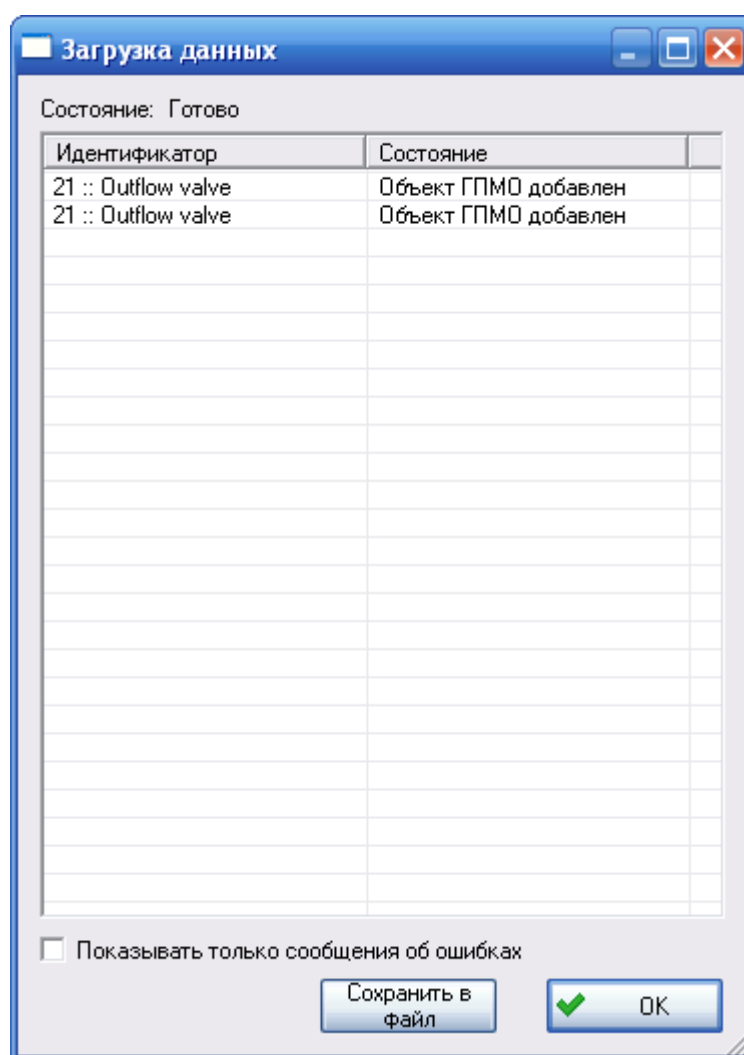 Загрузка данных
Состояние: Готово
Идентификатор Состояние
21 :: Outflow valve Объект ГПМО добавлен
21 :: Outflow valve Объект ГПМО добавлен
Показывать только сообщения об ошибках
Сохранить в
файл
OK